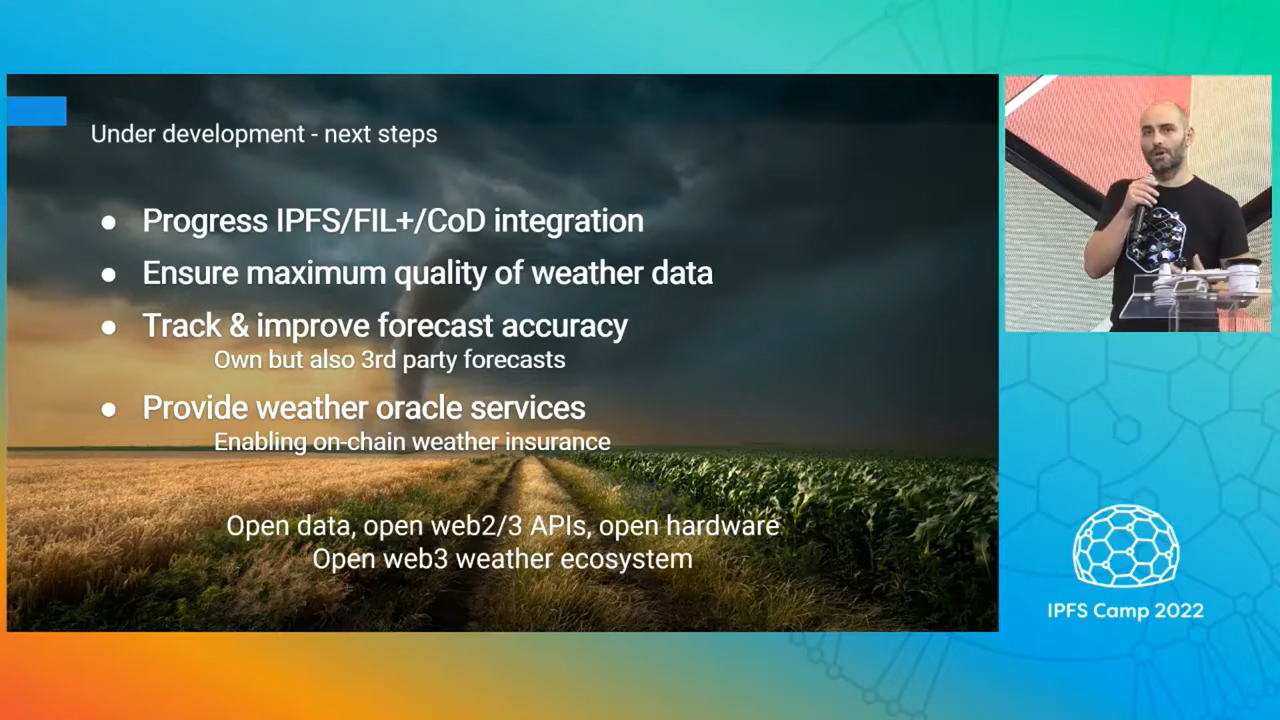 Under development - next steps
● Progress IPFS/FIL+/CoD integration
● Ensure maximum quality of weather data
● Track & improve forecast accuracy
Own but also 3rd party forecasts
● Provide weather oracle services
Enabling on-chain weather insurance
Open data, open web2/3 APIs, open hardware
Open web3 weather ecosystem
IPFS Camp 2022